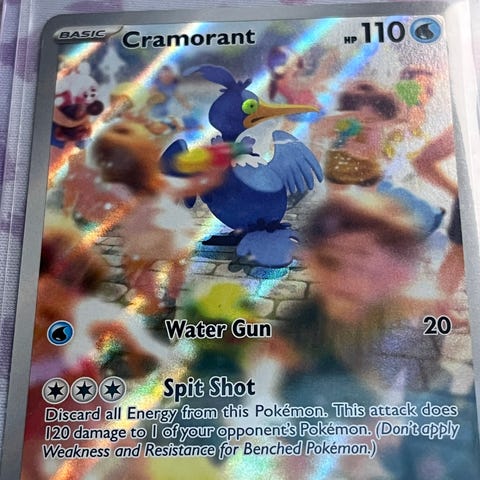 BASIC Cramorant HP 110
Water Gun 20
Spit Shot
Discard all Energy from this Pokémon. This attack does
120 damage to 1 of your opponent's Pokémon. (Don't apply
Weakness and Resistance for Benched Pokémon.)